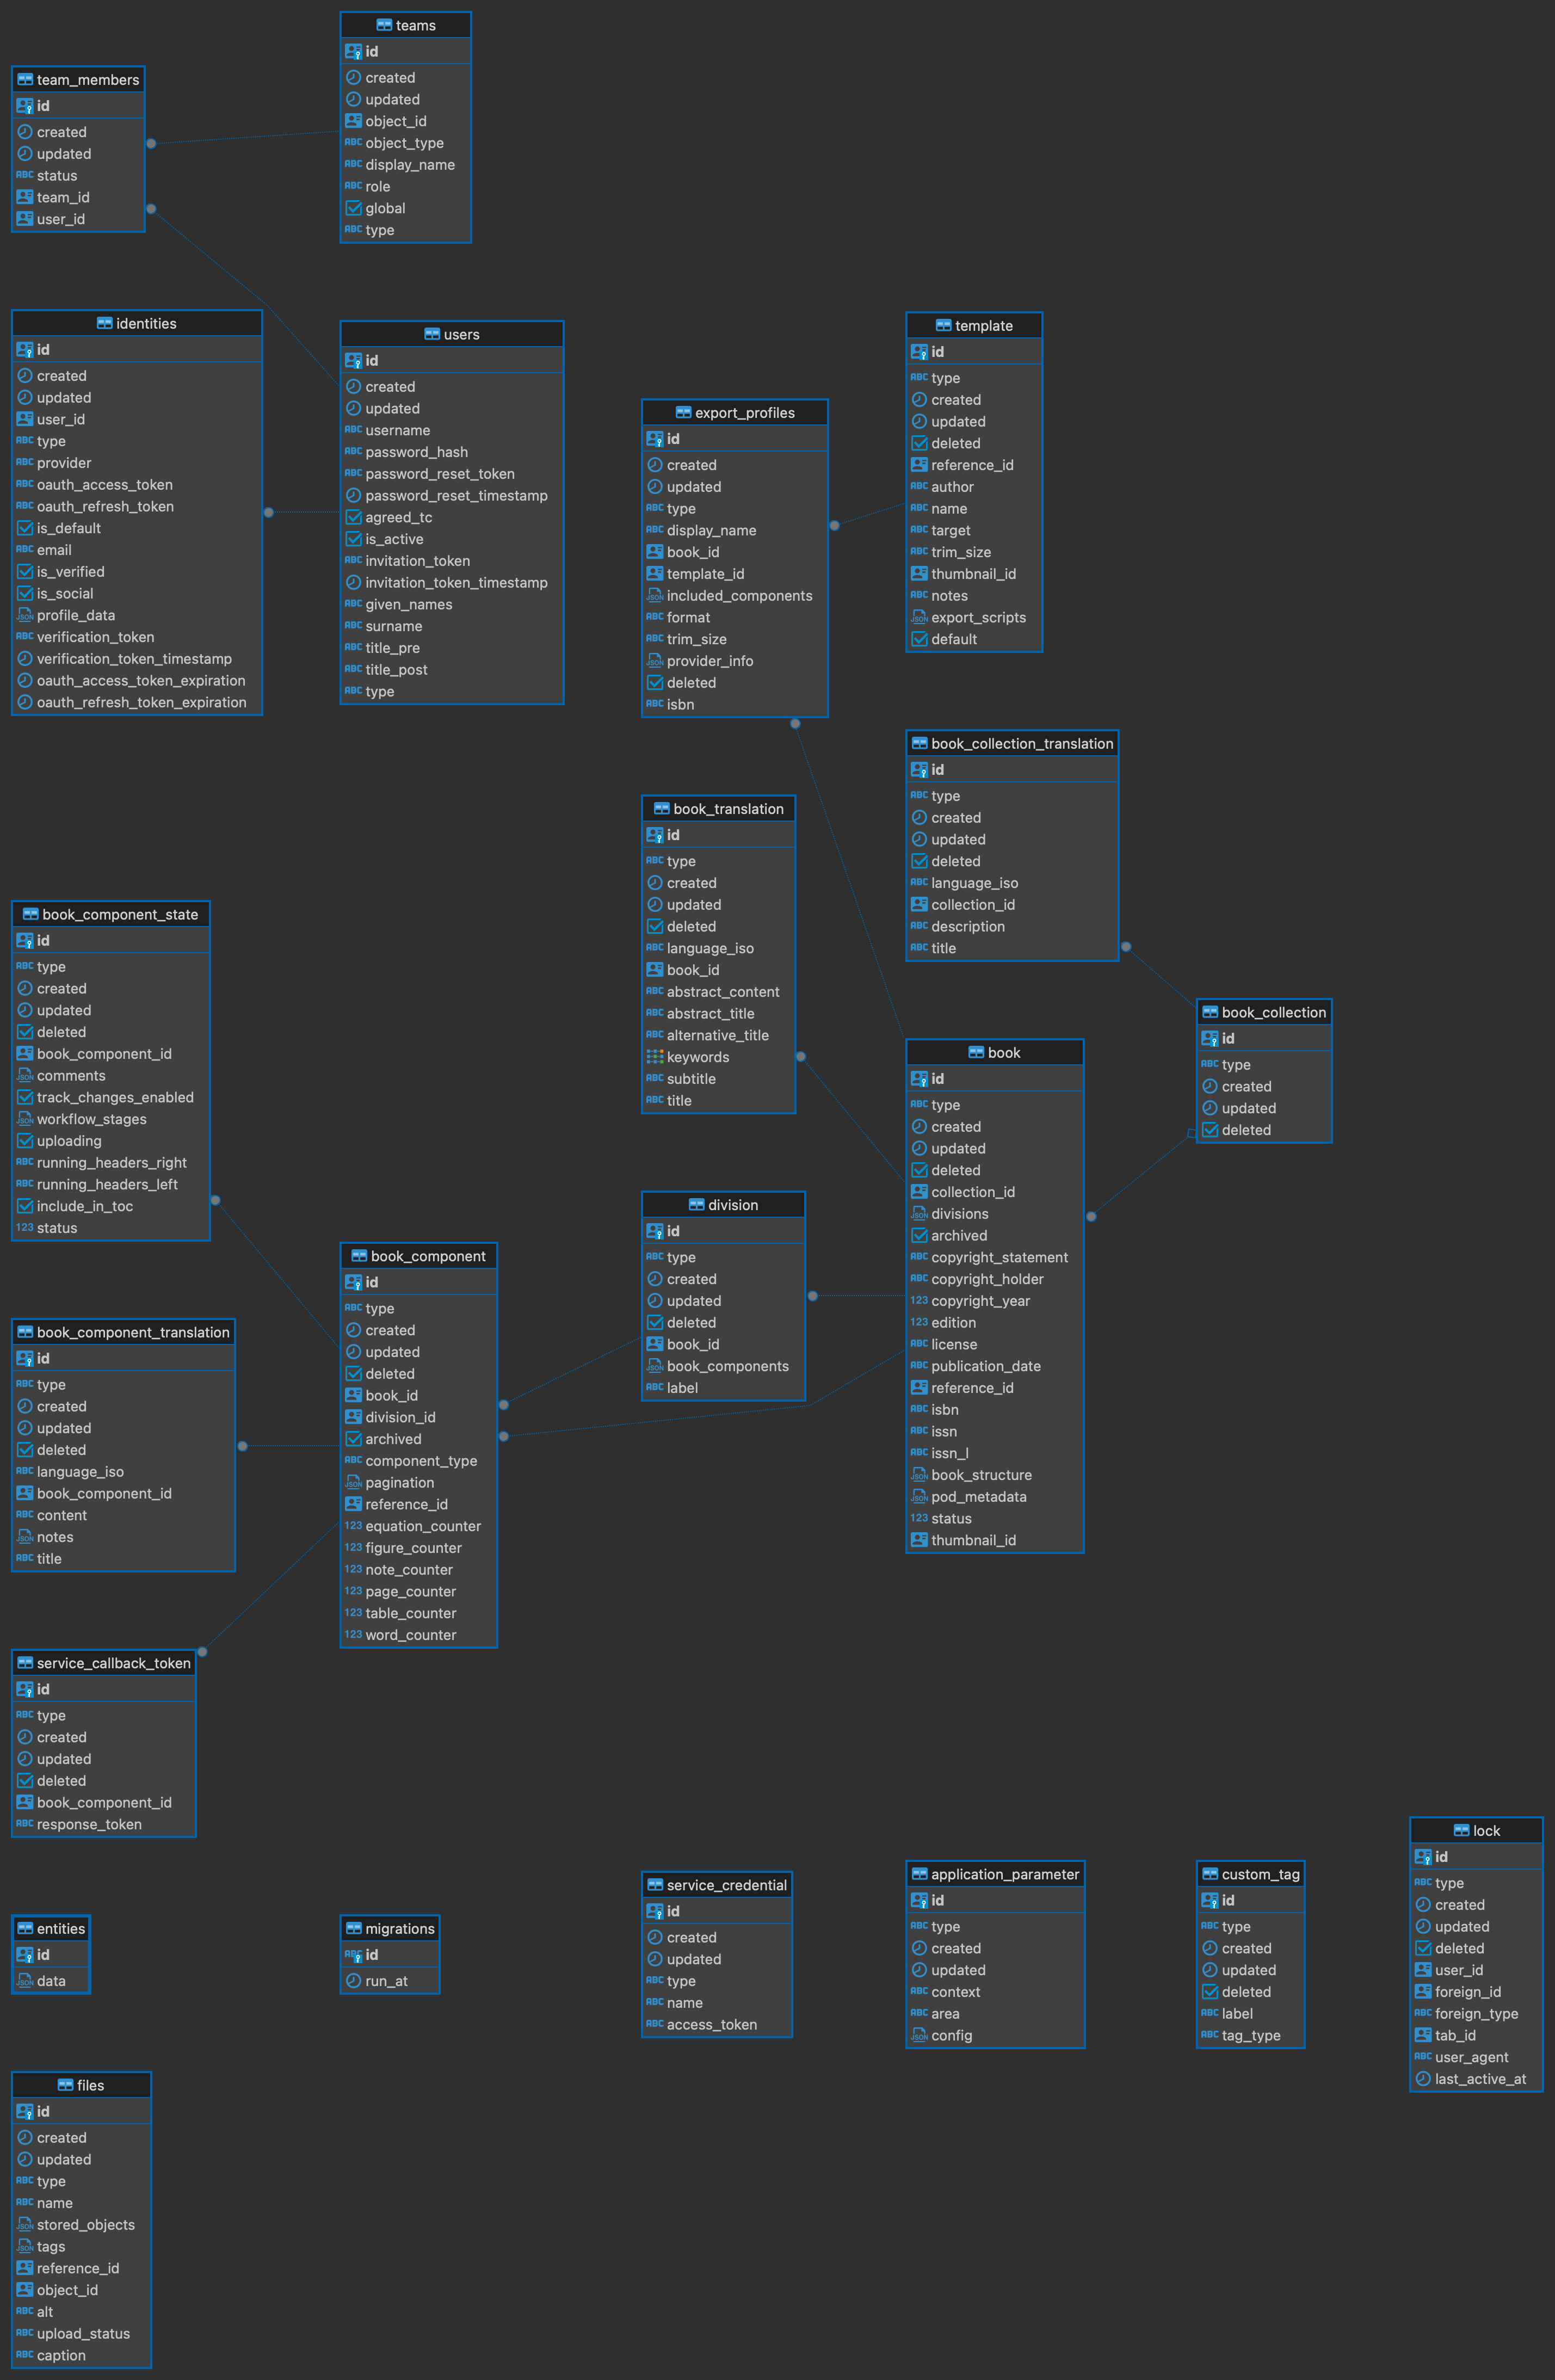 teams
id
created
updated
object_id
object_type
display_name
role
global
type
team_members
id
created
updated
status
team_id
user_id
identities
id
created
updated
user_id
type
provider
oauth_access_token
oauth_refresh_token
is_default
email
is_verified
is_social
profile_data
verification_token
verification_token_timestamp
oauth_access_token_expiration
oauth_refresh_token_expiration
users
id
created
updated
username
password_hash
password_reset_token
password_reset_timestamp
agreed_tc
is_active
invitation_token
invitation_token_timestamp
given_names
surname
title_pre
title_post
type
export_profiles
id
created
updated
type
display_name
book_id
template_id
included_components
format
trim_size
provider_info
deleted
isbn
template
id
type
created
updated
deleted
reference_id
author
name
target
trim_size
thumbnail_id
notes
export_scripts
default
book_collection_translation
id
type
created
updated
deleted
language_iso
collection_id
description
title
book_translation
id
type
created
updated
deleted
language_iso
book_id
abstract_content
abstract_title
alternative_title
keywords
subtitle
title
book_component_state
id
type
created
updated
deleted
book_component_id
comments
track_changes_enabled
workflow_stages
uploading
running_headers_right
running_headers_left
include_in_toc
status
book_collection
id
type
created
updated
deleted
book
id
type
created
updated
deleted
collection_id
divisions
archived
copyright_statement
copyright_holder
copyright_year
edition
license
publication_date
reference_id
isbn
issn
issn_l
book_structure
pod_metadata
status
thumbnail_id
division
id
type
created
updated
deleted
book_id
book_components
label
book_component
id
type
created
updated
deleted
book_id
division_id
archived
component_type
pagination
reference_id
equation_counter
figure_counter
note_counter
page_counter
table_counter
word_counter
book_component_translation
id
type
created
updated
deleted
language_iso
book_component_id
content
notes
title
service_callback_token
id
type
created
updated
deleted
book_component_id
response_token
entities
id
data
migrations
id
run_at
service_credential
id
created
updated
type
name
access_token
application_parameter
id
type
created
updated
context
area
config
custom_tag
id
type
created
updated
deleted
label
tag_type
lock
id
type
created
updated
deleted
user_id
foreign_id
foreign_type
tab_id
user_agent
last_active_at
files
id
created
updated
type
name
stored_objects
tags
reference_id
object_id
alt
upload_status
caption